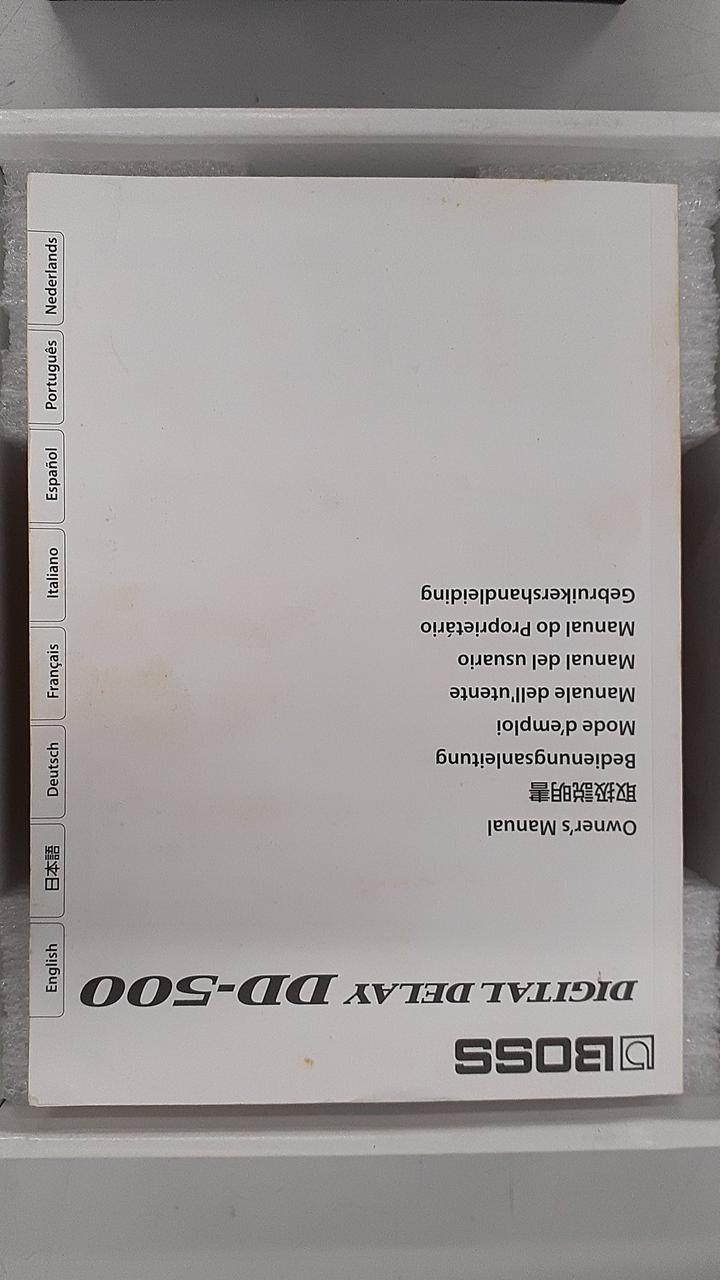 BOSS
DIGITAL DELAY DD-500
Owner's Manual
取扱説明書
Bedienungsanleitung
Mode d'emploi
Manuale dell'utente
Manual del usuario
Manual do Proprietário
Gebruikershandleiding
English
日本語
Deutsch
Français
Italiano
Español
Português
Nederlands